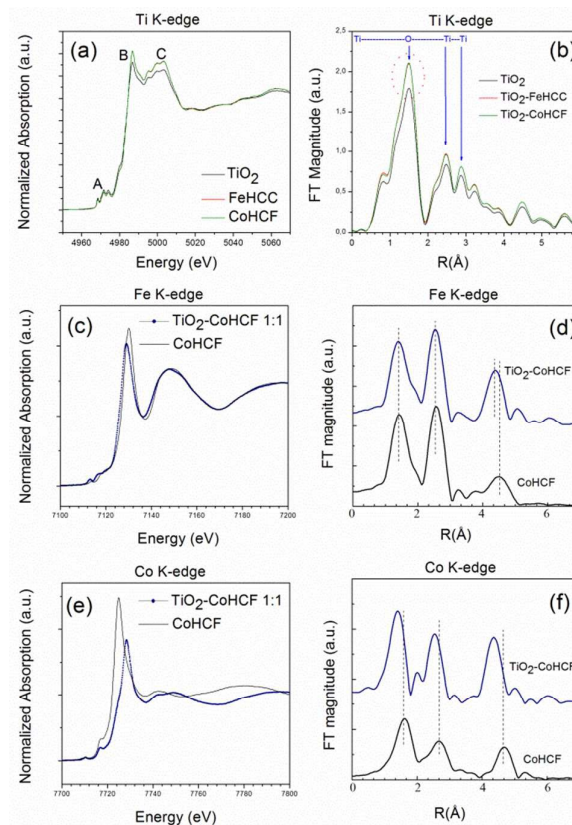 Ti K-edge
(a)
A
B
C
TiO2
FeHCC
CoHCF
Normalized Absorption (a.u.)
4960 4980 5000 5020 5040 5060
Energy (eV)
Ti K-edge
(b)
Ti O Ti Ti
TiO2
TiO2-FeHCC
TiO2-CoHCF
FT Magnitude (a.u.)
2,0
1,5
1,0
0,5
0,0
0 1 2 3 4 5
R(Å)
Fe K-edge
(c)
TiO2-CoHCF 1:1
CoHCF
Normalized Absorption (a.u.)
7100 7120 7140 7160 7180 7200
Energy (eV)
Fe K-edge
(d)
TiO2-CoHCF
CoHCF
FT magnitude (a.u.)
0 2 4 6
R(Å)
Co K-edge
(e)
TiO2-CoHCF 1:1
CoHCF
Normalized Absorption (a.u.)
7700 7720 7740 7760 7780 7800
Energy (eV)
Co K-edge
(f)
TiO2-CoHCF
CoHCF
FT magnitude (a.u.)
0 2 4 6
R(Å)